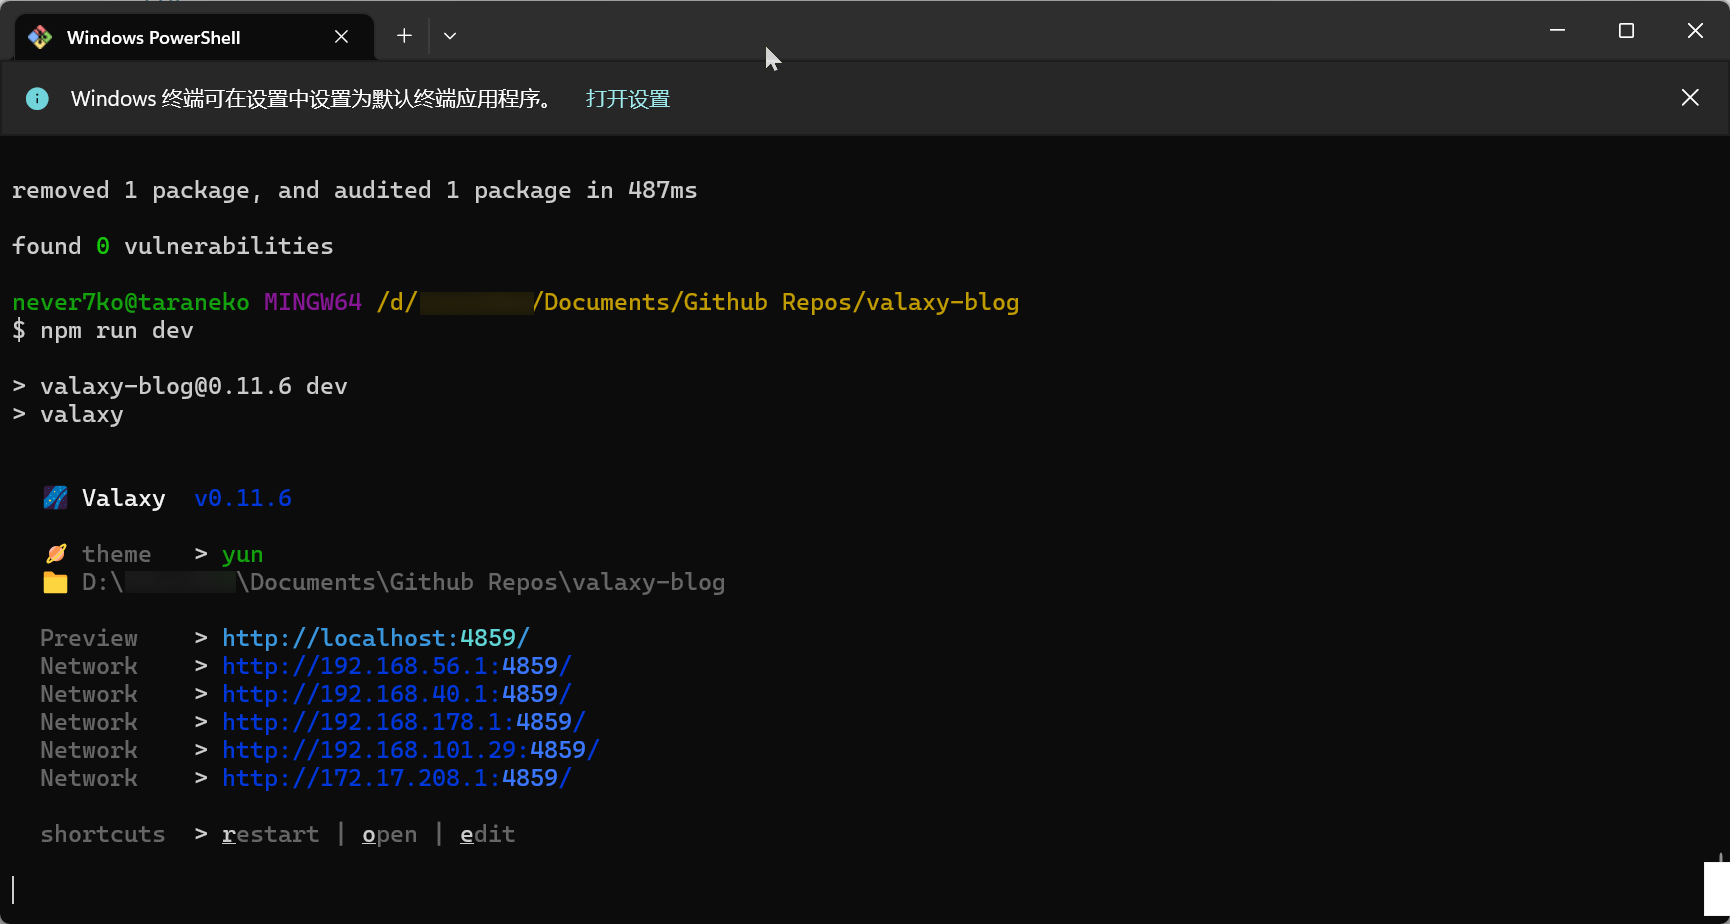 Windows PowerShell
Windows 终端可在设置中设置为默认终端应用程序。 打开设置
removed 1 package, and audited 1 package in 487ms
found 0 vulnerabilities
never7ko@taraneko MINGW64 /d/ /Documents/Github Repos/valaxy-blog
$ npm run dev
> valaxy-blog@0.11.6 dev
> valaxy
Valaxy v0.11.6
theme > yun
D:\ \Documents\Github Repos\valaxy-blog
Preview > http://localhost:4859/
Network > http://192.168.56.1:4859/
Network > http://192.168.40.1:4859/
Network > http://192.168.178.1:4859/
Network > http://192.168.101.29:4859/
Network > http://172.17.208.1:4859/
shortcuts > restart | open | edit